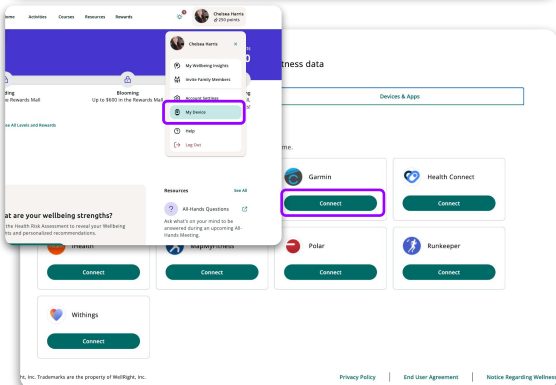 Home Activities Courses Resources Rewards
Chelsea Harris
250 points
Chelsea Harris
My Wellbeing Insights
Invite Family Members
Account Settings
My Device
Help
Log Out
Blooming
Up to $600 in the Rewards Mall
Rewards Mall
See All Levels and Rewards
Resources See All
All-Hands Questions
Ask what's on your mind to be
answered during an upcoming All-
Hands Meeting.
at are your wellbeing strengths?
the Health Risk Assessment to reveal your Wellbeing
and personalized recommendations.
tness data
Devices & Apps
me.
Garmin
Connect
Health Connect
Connect
iHealth
Connect
MapMyFitness
Connect
Polar
Connect
Runkeeper
Connect
Withings
Connect
ht, Inc. Trademarks are the property of WellRight, Inc.
Privacy Policy End User Agreement Notice Regarding Wellness